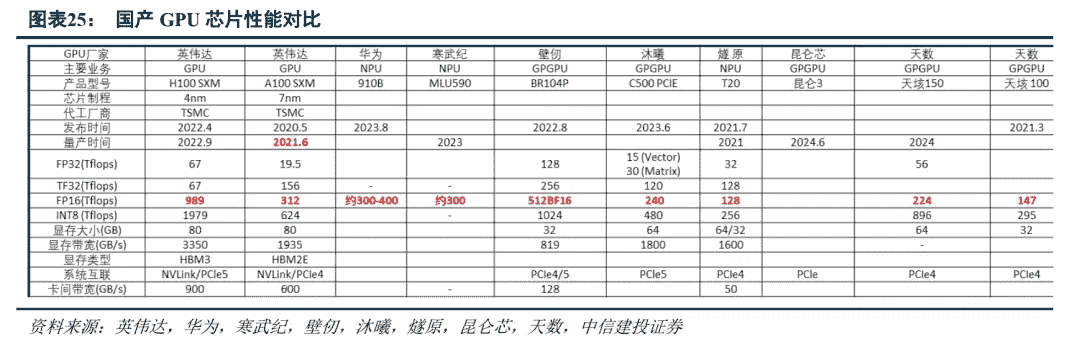 图表25： 国产 GPU 芯片性能对比
GPU厂家 英伟达 英伟达 华为 寒武纪 壁仞 沐曦 燧原 昆仑芯 天数 天数
主要业务 GPU GPU NPU NPU GPGPU GPGPU NPU GPGPU GPGPU GPGPU
产品型号 H100 SXM A100 SXM 910B MLU590 BR104P C500 PCIE T20 昆仑3 天垓150 天垓100
芯片制程 4nm 7nm
代工厂商 TSMC TSMC
发布时间 2022.4 2020.5 2023.8 2022.8 2023.6 2021.7 2021.3
量产时间 2022.9 2021.6 2023 2021 2024.6 2024
FP32(Tflops) 67 19.5 128 15 (Vector) 30 (Matrix) 32 56
TF32(Tflops) 67 156 - - 256 120 128
FP16(Tflops) 989 312 约300-400 约300 512BF16 240 128 224 147
INT8 (Tflops) 1979 624 - 1024 480 256 896 295
显存大小(GB) 80 80 32 64 64/32 64 32
显存带宽(GB/s) 3350 1935 819 1800 1600 -
显存类型 HBM3 HBM2E
系统互联 NVLink/PCIe5 NVLink/PCIe4 PCIe4/5 PCIe5 PCIe4 PCIe PCIe4 PCIe4
卡间带宽(GB/s) 900 600 - 128 50
资料来源：英伟达，华为，寒武纪，壁仞，沐曦，燧原，昆仑芯，天数，中信建投证券